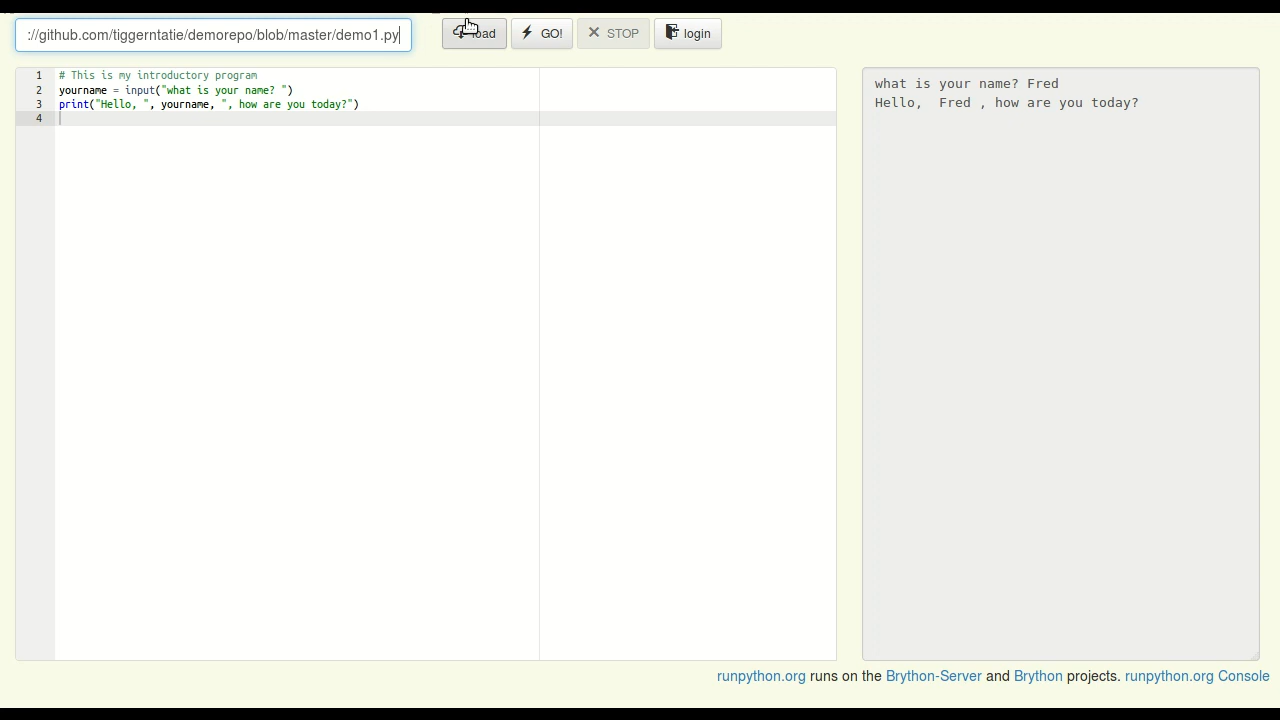 ://github.com/tiggerntatie/demorepo/blob/master/demo1.py
load
GO!
STOP
login
1 # This is my introductory program
2 yourname = input("what is your name? ")
3 print("Hello, ", yourname, ", how are you today?")
4
what is your name? Fred
Hello,  Fred , how are you today?
runpython.org runs on the Brython-Server and Brython projects. runpython.org Console